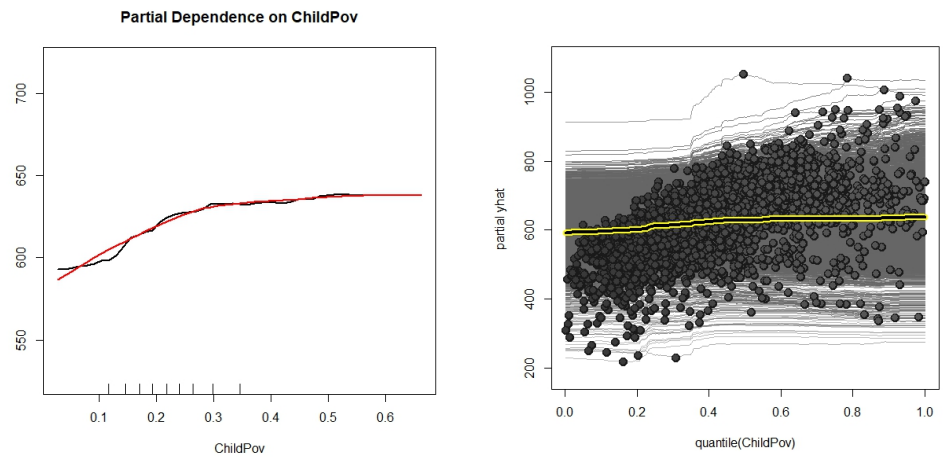 Partial Dependence on ChildPov
700
650
600
550
0.1 0.2 0.3 0.4 0.5 0.6
ChildPov
partial yhat
1000
800
600
400
200
0.0 0.2 0.4 0.6 0.8 1.0
quantile(ChildPov)